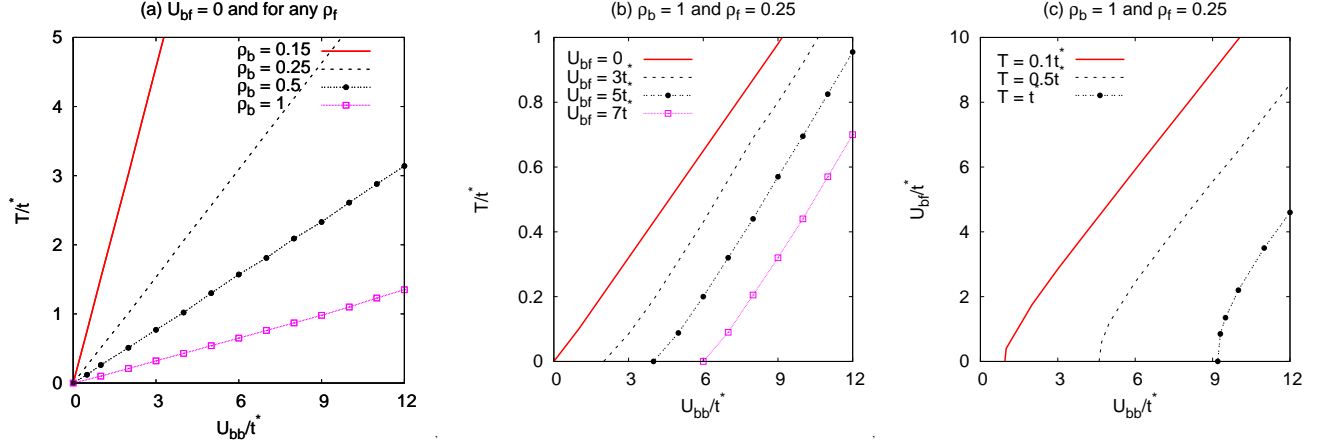 (a) U_bf = 0 and for any ρ_f
5
4
3
2
1
0
T/t*
ρ_b = 0.15
ρ_b = 0.25
ρ_b = 0.5
ρ_b = 1
0 3 6 9 12
U_bb/t*
(b) ρ_b = 1 and ρ_f = 0.25
1
0.8
0.6
0.4
0.2
0
T/t*
U_bf = 0
U_bf = 3t*
U_bf = 5t*
U_bf = 7t*
0 3 6 9 12
U_bb/t*
(c) ρ_b = 1 and ρ_f = 0.25
10
8
6
4
2
0
U_bf/t*
T = 0.1t*
T = 0.5t*
T = t*
0 3 6 9 12
U_bb/t*